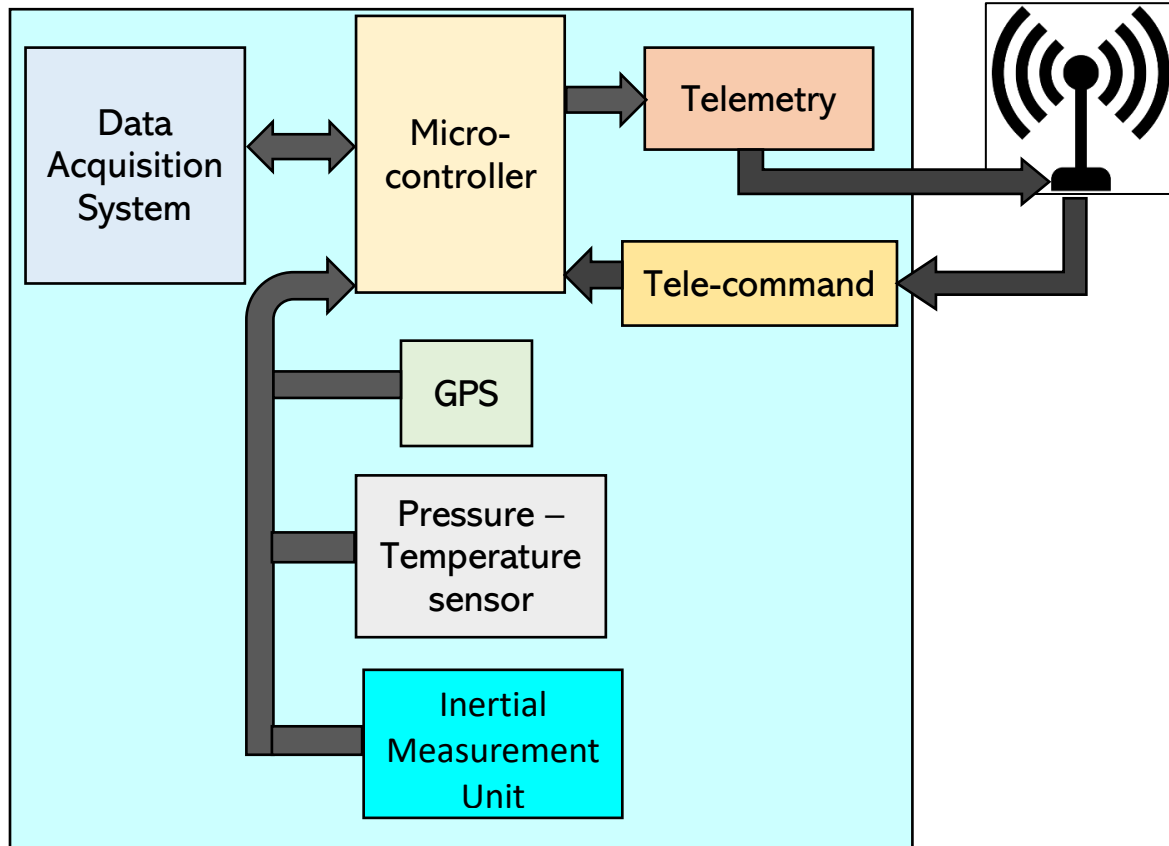 Data
Acquisition
System
Micro-
controller
Telemetry
Tele-command
GPS
Pressure –
Temperature
sensor
Inertial
Measurement
Unit